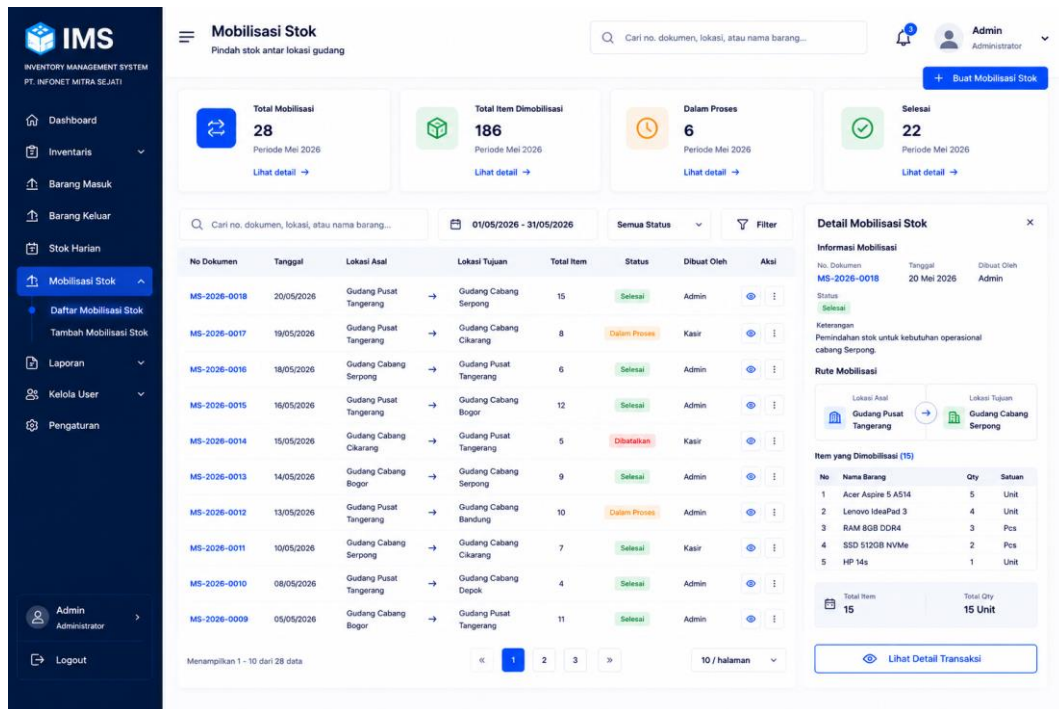 IMS
INVENTORY MANAGEMENT SYSTEM
PT. INFONET MITRA SEJATI
Dashboard
Inventaris
Barang Masuk
Barang Keluar
Stok Harian
Mobilisasi Stok
Daftar Mobilisasi Stok
Tambah Mobilisasi Stok
Laporan
Kelola User
Pengaturan
Admin
Administrator
Logout
Mobilisasi Stok
Pindah stok antar lokasi gudang
Cari no. dokumen, lokasi, atau nama barang...
3
Admin
Administrator
+ Buat Mobilisasi Stok
Total Mobilisasi
28
Periode Mei 2026
Lihat detail →
Total Item Dimobilisasi
186
Periode Mei 2026
Lihat detail →
Dalam Proses
6
Periode Mei 2026
Lihat detail →
Selesai
22
Periode Mei 2026
Lihat detail →
Cari no. dokumen, lokasi, atau nama barang...
01/05/2026 - 31/05/2026
Semua Status
Filter
No Dokumen Tanggal Lokasi Asal Lokasi Tujuan Total Item Status Dibuat Oleh Aksi
MS-2026-0018 20/05/2026 Gudang Pusat Tangerang → Gudang Cabang Serpong 15 Selesai Admin
MS-2026-0017 19/05/2026 Gudang Pusat Tangerang → Gudang Cabang Cikarang 8 Dalam Proses Kasir
MS-2026-0016 18/05/2026 Gudang Cabang Serpong → Gudang Pusat Tangerang 6 Selesai Admin
MS-2026-0015 16/05/2026 Gudang Pusat Tangerang → Gudang Cabang Bogor 12 Selesai Admin
MS-2026-0014 15/05/2026 Gudang Cabang Cikarang → Gudang Pusat Tangerang 5 Dibatalkan Kasir
MS-2026-0013 14/05/2026 Gudang Cabang Bogor → Gudang Cabang Serpong 9 Selesai Admin
MS-2026-0012 13/05/2026 Gudang Pusat Tangerang → Gudang Cabang Bandung 10 Dalam Proses Admin
MS-2026-0011 10/05/2026 Gudang Cabang Serpong → Gudang Cabang Cikarang 7 Selesai Kasir
MS-2026-0010 08/05/2026 Gudang Pusat Tangerang → Gudang Cabang Depok 4 Selesai Admin
MS-2026-0009 05/05/2026 Gudang Cabang Bogor → Gudang Pusat Tangerang 11 Selesai Admin
Menampilkan 1 - 10 dari 28 data
« 1 2 3 »
10 / halaman
Detail Mobilisasi Stok ×
Informasi Mobilisasi
No. Dokumen Tanggal Dibuat Oleh
MS-2026-0018 20 Mei 2026 Admin
Status
Selesai
Keterangan
Pemindahan stok untuk kebutuhan operasional
cabang Serpong.
Rute Mobilisasi
Lokasi Asal
Gudang Pusat
Tangerang
→
Lokasi Tujuan
Gudang Cabang
Serpong
Item yang Dimobilisasi (15)
No Nama Barang Qty Satuan
1 Acer Aspire 5 A514 5 Unit
2 Lenovo IdeaPad 3 4 Unit
3 RAM 8GB DDR4 3 Pcs
4 SSD 512GB NVMe 2 Pcs
5 HP 14s 1 Unit
Total Item
15
Total Qty
15 Unit
Lihat Detail Transaksi